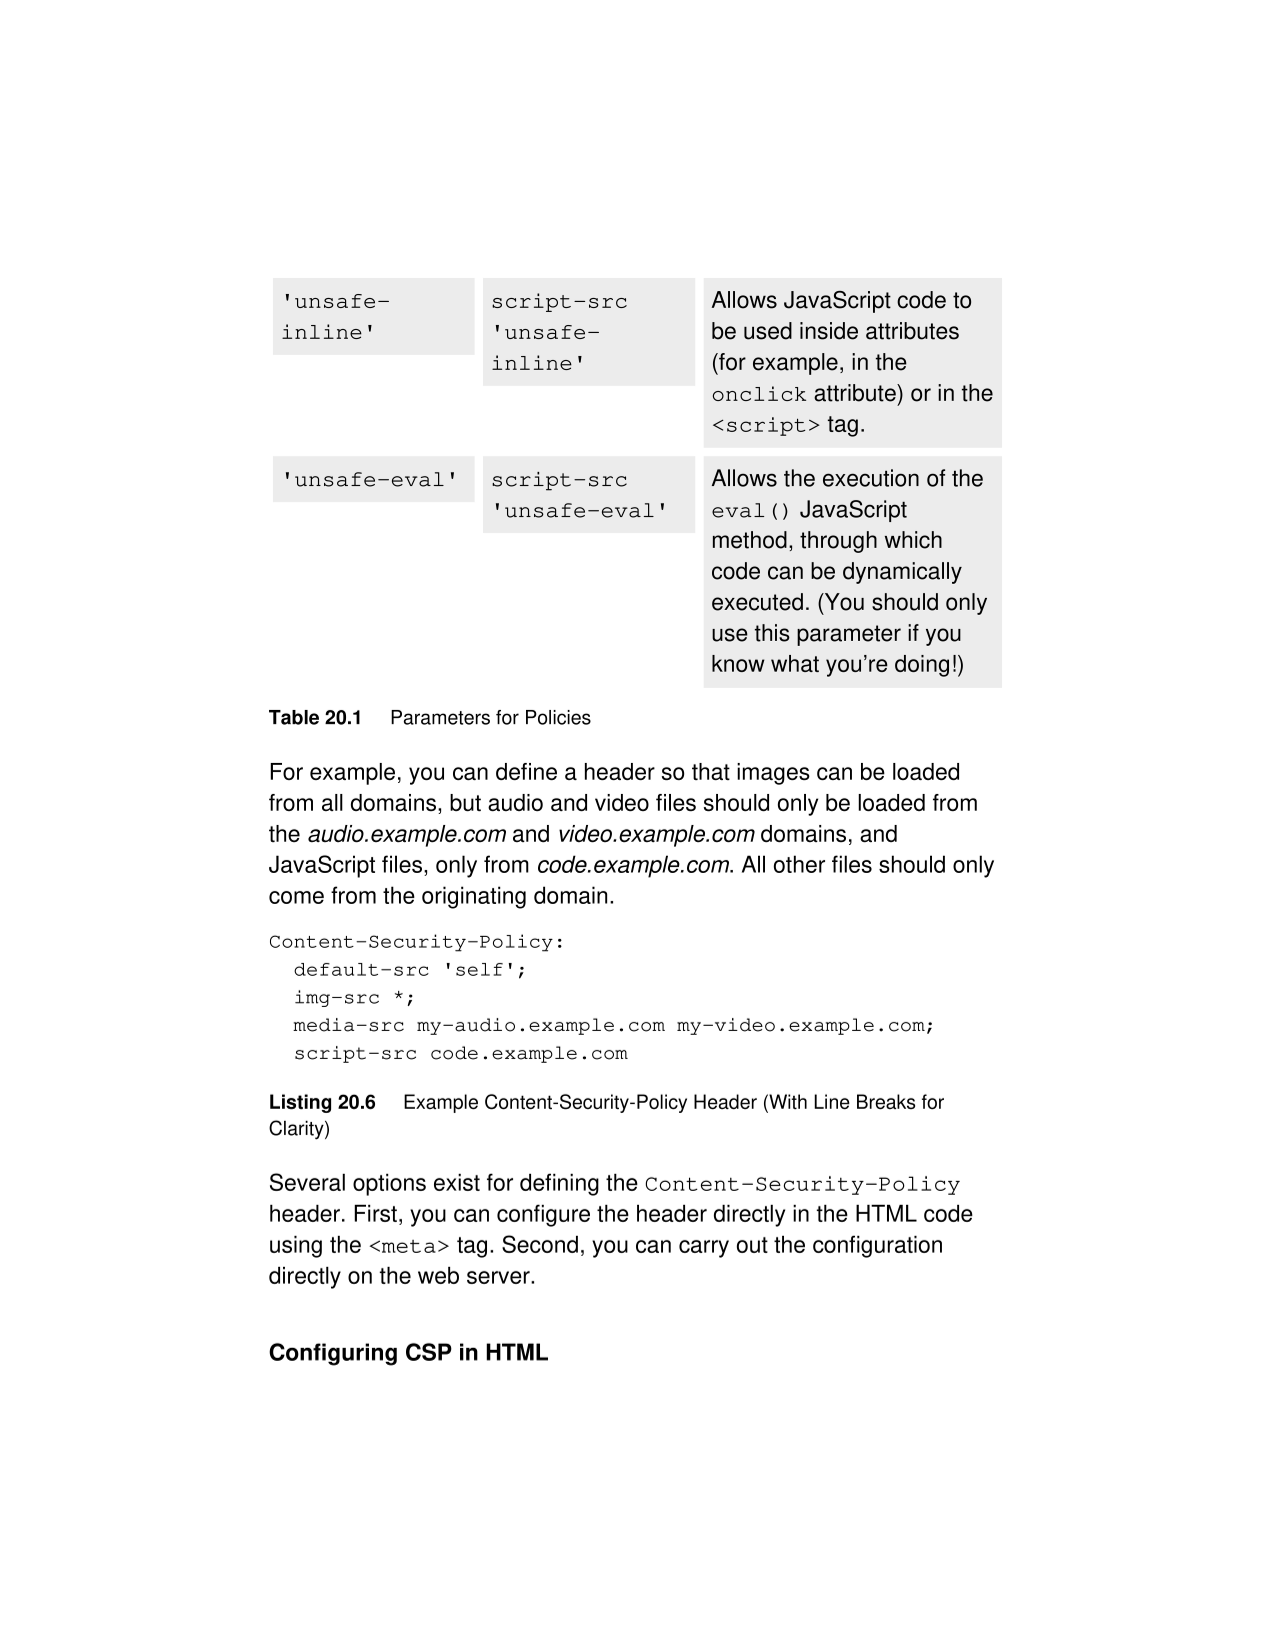 'unsafe-
inline'
script-src
'unsafe-
inline'
Allows JavaScript code to
be used inside attributes
(for example, in the
onclick attribute) or in the
<script> tag.
'unsafe-eval'
script-src
'unsafe-eval'
Allows the execution of the
eval() JavaScript
method, through which
code can be dynamically
executed. (You should only
use this parameter if you
know what you’re doing!)
Table 20.1 Parameters for Policies
For example, you can define a header so that images can be loaded
from all domains, but audio and video files should only be loaded from
the audio.example.com and video.example.com domains, and
JavaScript files, only from code.example.com. All other files should only
come from the originating domain.
Content-Security-Policy:
  default-src 'self';
  img-src *;
  media-src my-audio.example.com my-video.example.com;
  script-src code.example.com
Listing 20.6 Example Content-Security-Policy Header (With Line Breaks for
Clarity)
Several options exist for defining the Content-Security-Policy
header. First, you can configure the header directly in the HTML code
using the <meta> tag. Second, you can carry out the configuration
directly on the web server.
Configuring CSP in HTML